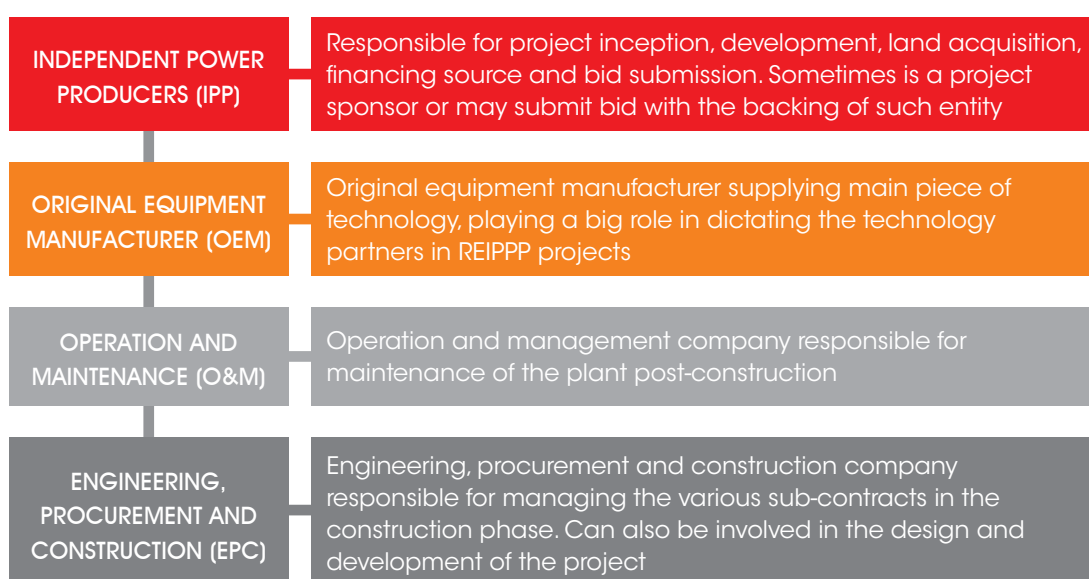 INDEPENDENT POWER
PRODUCERS (IPP)
Responsible for project inception, development, land acquisition,
financing source and bid submission. Sometimes is a project
sponsor or may submit bid with the backing of such entity
ORIGINAL EQUIPMENT
MANUFACTURER (OEM)
Original equipment manufacturer supplying main piece of
technology, playing a big role in dictating the technology
partners in REIPPP projects
OPERATION AND
MAINTENANCE (O&M)
Operation and management company responsible for
maintenance of the plant post-construction
ENGINEERING,
PROCUREMENT AND
CONSTRUCTION (EPC)
Engineering, procurement and construction company
responsible for managing the various sub-contracts in the
construction phase. Can also be involved in the design and
development of the project